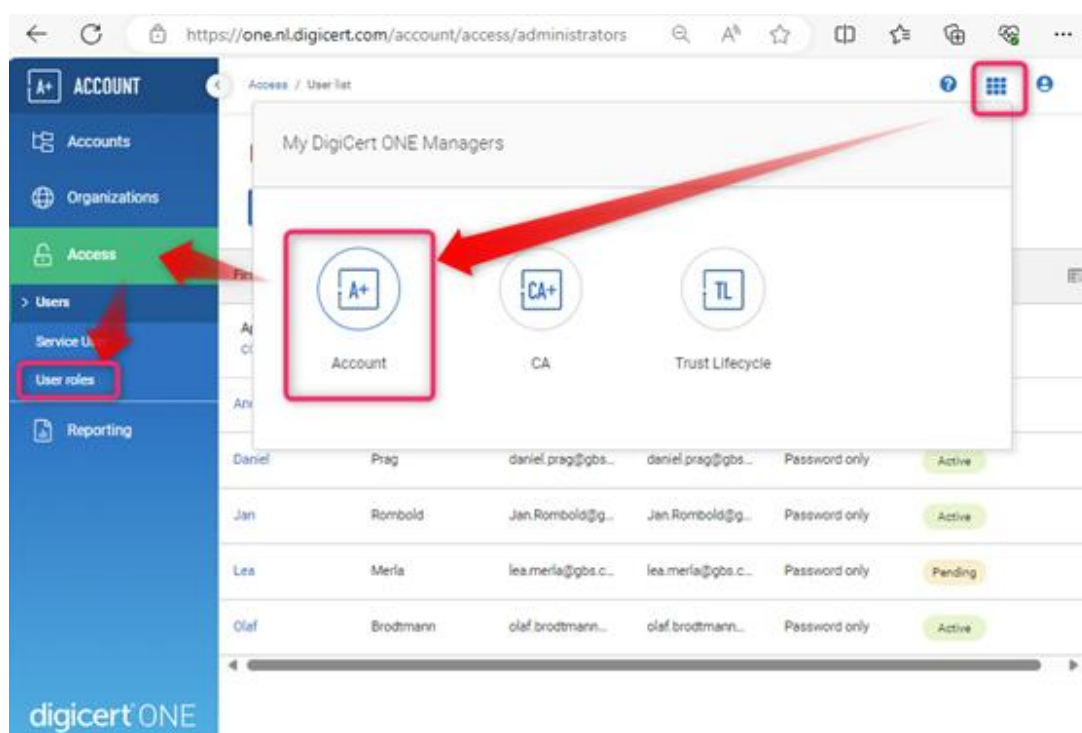 https://one.nl.digicert.com/account/access/administrators
A+ ACCOUNT
Access / User list
Accounts
My DigiCert ONE Managers
Organizations
Access
A+
CA+
TL
> Users
Service U
Account
CA
Trust Lifecycle
User roles
Reporting
Daniel Prag daniel.prag@gbs... daniel.prag@gbs... Password only Active
Jan Rombold Jan.Rombold@g... Jan.Rombold@g... Password only Active
Lea Merla lea.merla@gbs.c... lea.merla@gbs.c... Password only Pending
Olaf Brodtmann olaf.brodtmann... olaf.brodtmann... Password only Active
digicert ONE